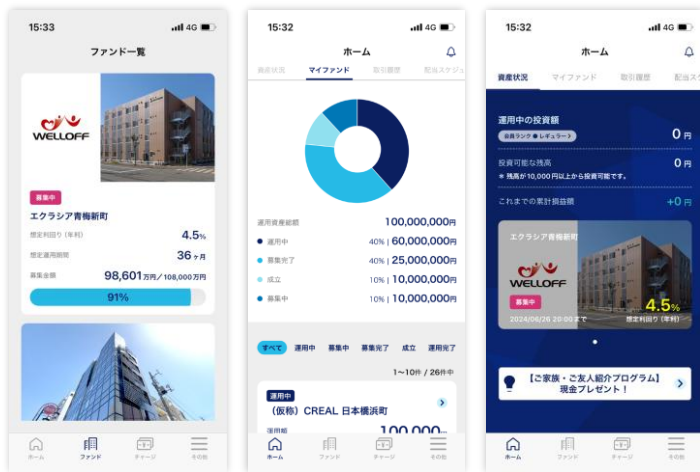 15:33
4G
ファンド一覧
WELLOFF
募集中
エクラシア青梅新町
想定利回り(年利)
4.5%
想定運用期間
36ヶ月
募集金額
98,601万円/108,000万円
91%
ホーム
ファンド
チャージ
その他
15:32
4G
ホーム
資産状況
マイファンド
取引履歴
配当スケジュ
運用資産総額
100,000,000円
運用中
40% | 60,000,000円
募集完了
40% | 25,000,000円
成立
10% | 10,000,000円
募集中
10% | 10,000,000円
すべて
運用中
募集中
募集完了
成立
運用完了
1~10件 / 26件中
運用中
(仮称) CREAL 日本橋浜町
運用額
100,000
ホーム
ファンド
チャージ
その他
15:32
4G
ホーム
資産状況
マイファンド
取引履歴
配当ス
運用中の投資額
会員ランク ● レギュラー >
0 円
投資可能な残高
0 円
* 残高が10,000円以上から投資可能です。
これまでの累計損益額
+0 円
エクラシア青梅新町
WELLOFF
募集中
4.5%
2024/06/26 20:00 まで
想定利回り (年利)
【ご家族・ご友人紹介プログラム】
現金プレゼント!
ホーム
ファンド
チャージ
その他